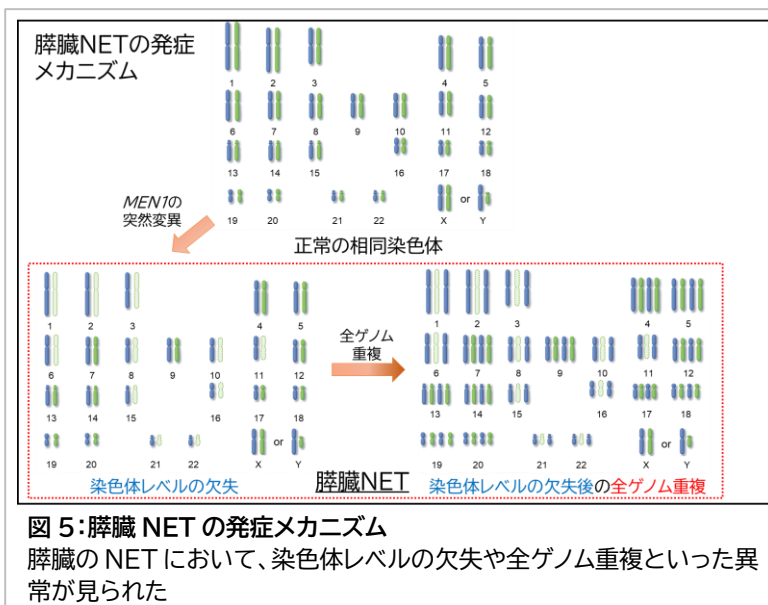 膵臓NETの発症
メカニズム
1 2 3 4 5
6 7 8 9 10 11 12
13 14 15 16 17 18
19 20 21 22 X or Y
MEN1の
突然変異
正常の相同染色体
1 2 3 4 5
6 7 8 9 10 11 12
13 14 15 16 17 18
19 20 21 22 X or Y
染色体レベルの欠失
全ゲノム
重複
1 2 3 4 5
6 7 8 9 10 11 12
13 14 15 16 17 18
19 20 21 22 X or Y
膵臓NET
染色体レベルの欠失後の全ゲノム重複
図 5:膵臓 NET の発症メカニズム
膵臓の NET において、染色体レベルの欠失や全ゲノム重複といった異
常が見られた